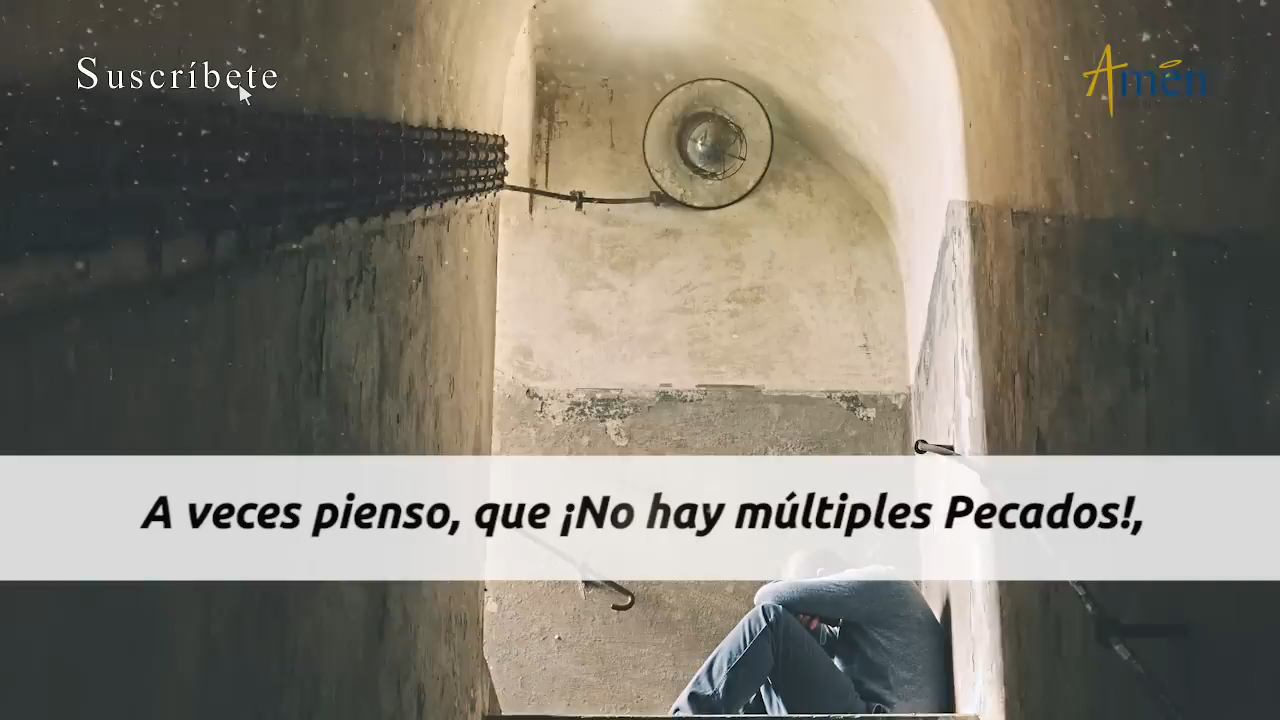 Suscríbete
Amén
A veces pienso, que ¡No hay múltiples Pecados!,